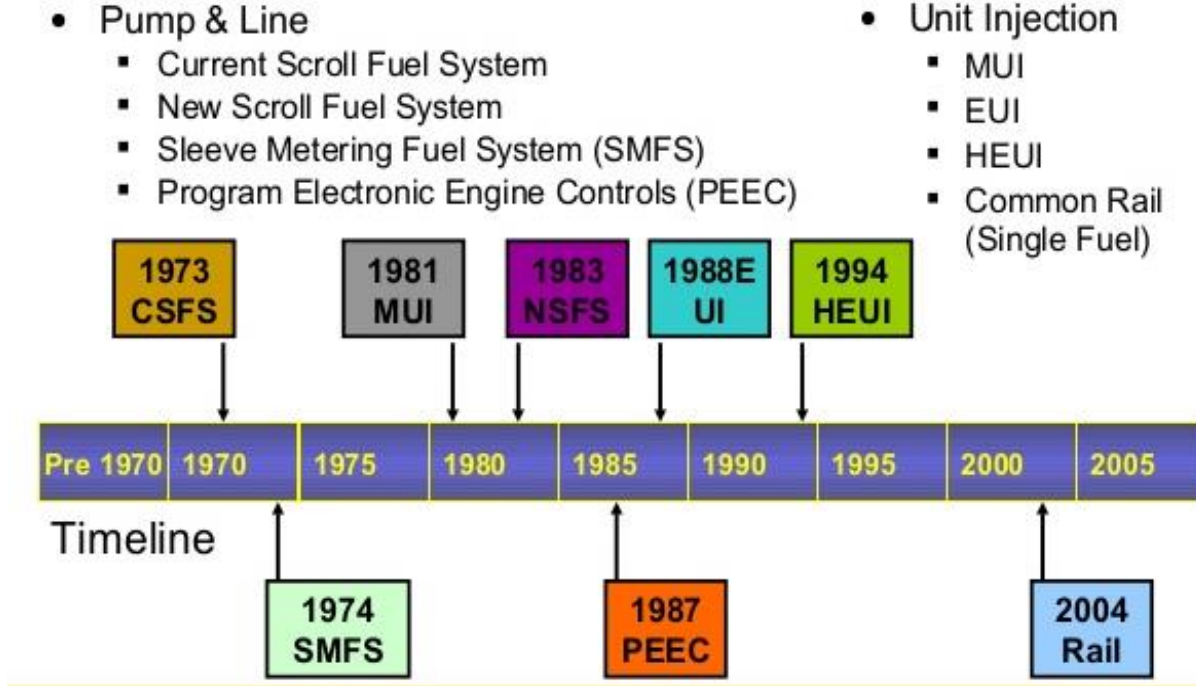 • Pump & Line
▪ Current Scroll Fuel System
▪ New Scroll Fuel System
▪ Sleeve Metering Fuel System (SMFS)
▪ Program Electronic Engine Controls (PEEC)
• Unit Injection
▪ MUI
▪ EUI
▪ HEUI
▪ Common Rail
(Single Fuel)
1973
CSFS
1981
MUI
1983
NSFS
1988E
UI
1994
HEUI
Pre 1970 1970 1975 1980 1985 1990 1995 2000 2005
Timeline
1974
SMFS
1987
PEEC
2004
Rail